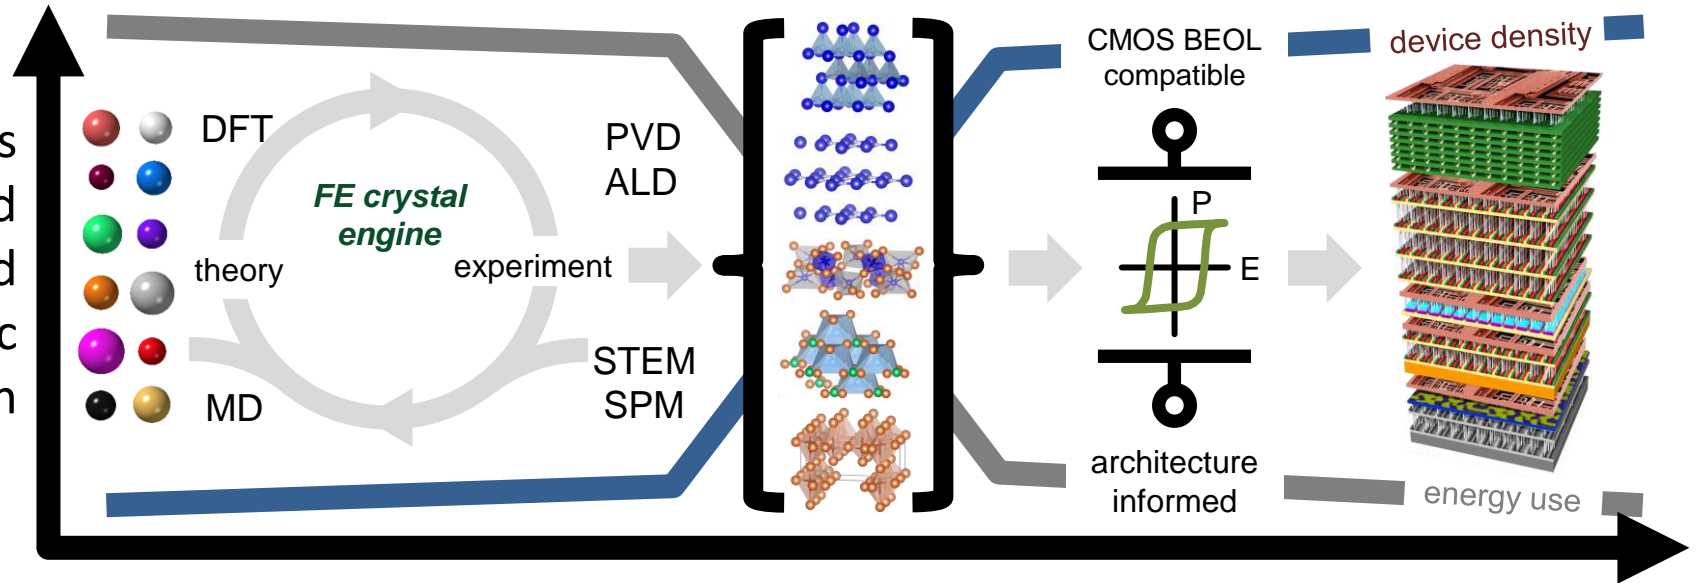 s
d
d
c
n
DFT
FE crystal
engine
theory
experiment
MD
PVD
ALD
STEM
SPM
CMOS BEOL
compatible
P
E
architecture
informed
device density
energy use